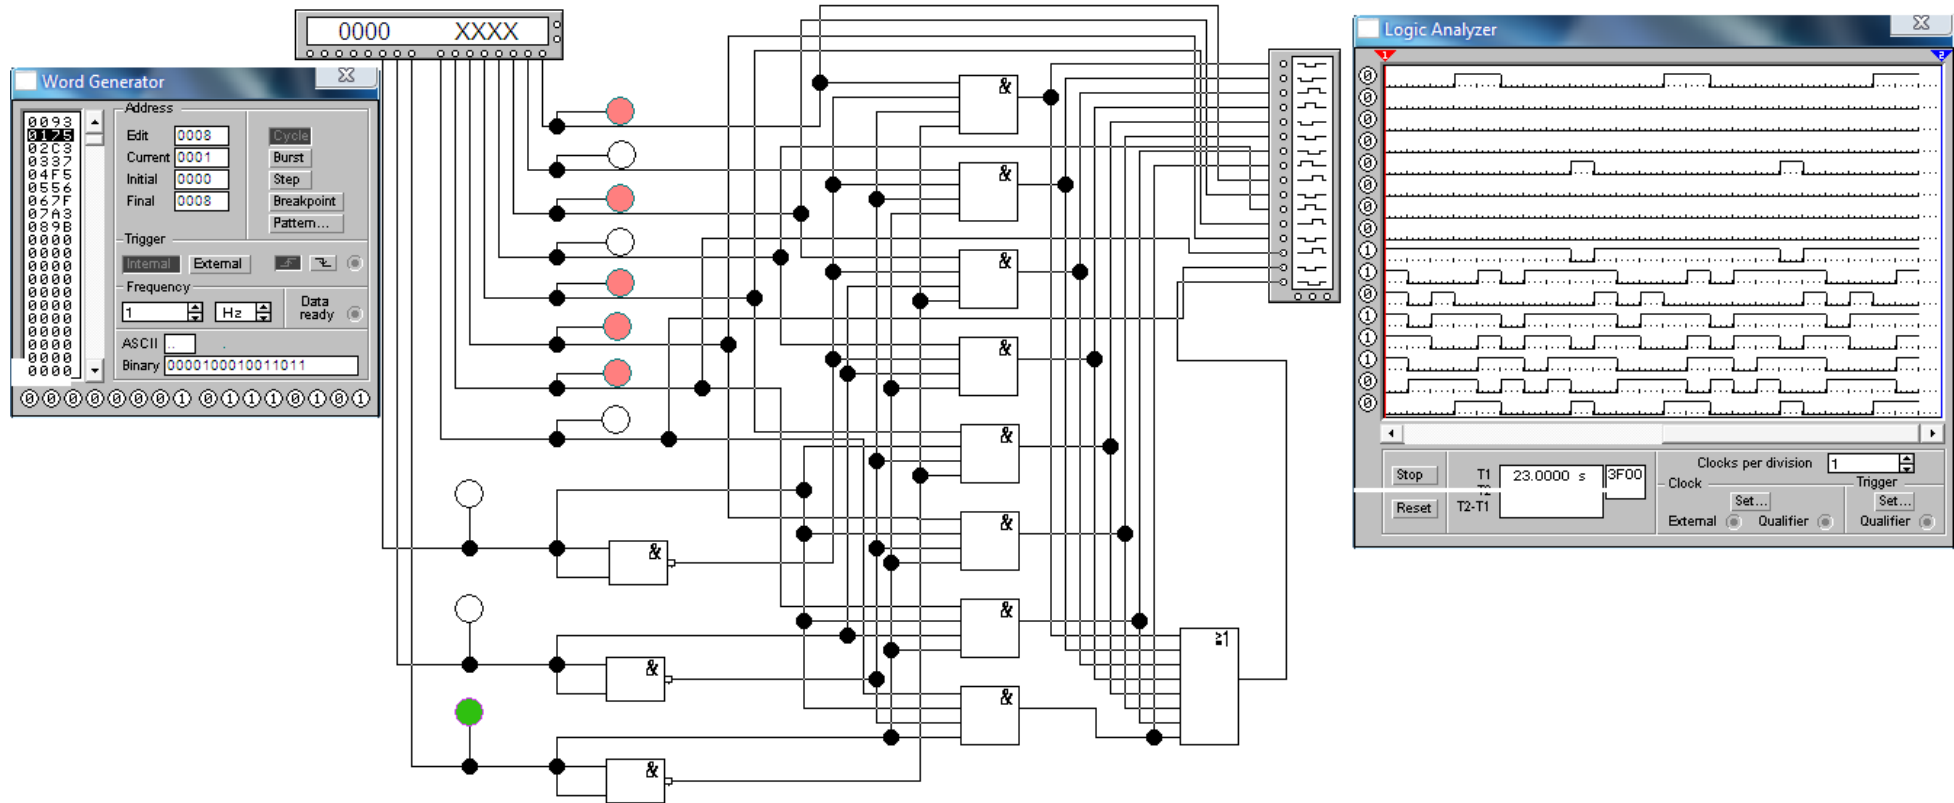 0000 XXXX
Word Generator
0093
0175
02C3
0337
04F5
0556
067F
07A3
089B
0000
0000
0000
0000
0000
0000
0000
0000
0000
0000
0000
Address
Edit 0008
Current 0001
Initial 0000
Final 0008
Cycle
Burst
Step
Breakpoint
Pattern...
Trigger
Internal External
Frequency
1 Hz
Data
ready
ASCII ..
Binary 0000100010011011
0 0 0 0 0 0 0 1 0 1 1 1 0 1 0 1
&
&
&
&
&
&
&
&
&
&
&
≥1
Logic Analyzer
1 2
0
0
0
0
0
0
0
0
1
1
0
1
1
1
0
0
Stop
Reset
T1 23.0000 s 3F00
T2
T2-T1
Clocks per division 1
Clock
Set...
External Qualifier
Trigger
Set...
Qualifier